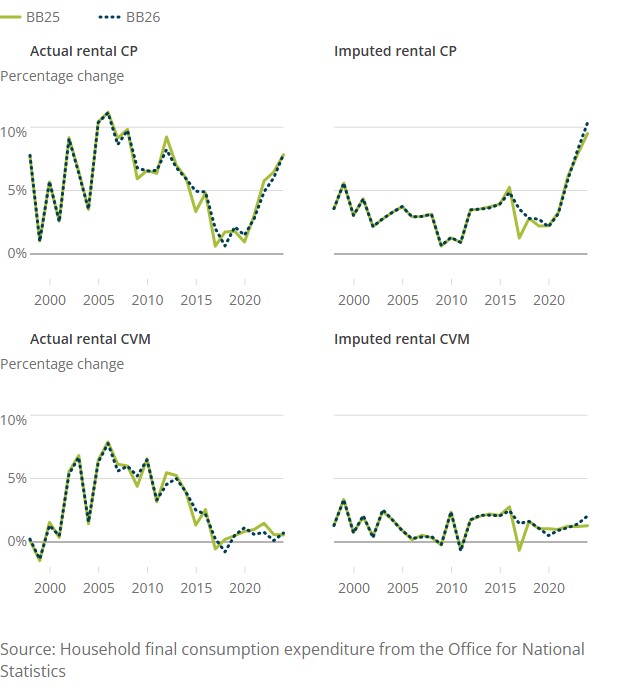 BB25 BB26
Actual rental CP
Percentage change
10%
5%
0%
2000 2005 2010 2015 2020
Imputed rental CP
2000 2005 2010 2015 2020
Actual rental CVM
Percentage change
10%
5%
0%
2000 2005 2010 2015 2020
Imputed rental CVM
2000 2005 2010 2015 2020
Source: Household final consumption expenditure from the Office for National
Statistics